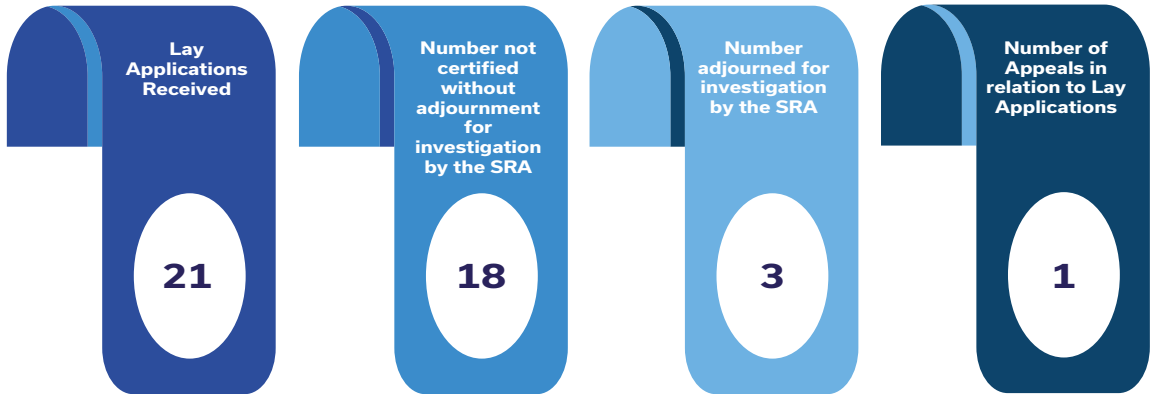 Lay
Applications
Received
21
Number not
certified
without
adjournment
for
investigation
by the SRA
18
Number
adjourned for
investigation
by the SRA
3
Number of
Appeals in
relation to Lay
Applications
1